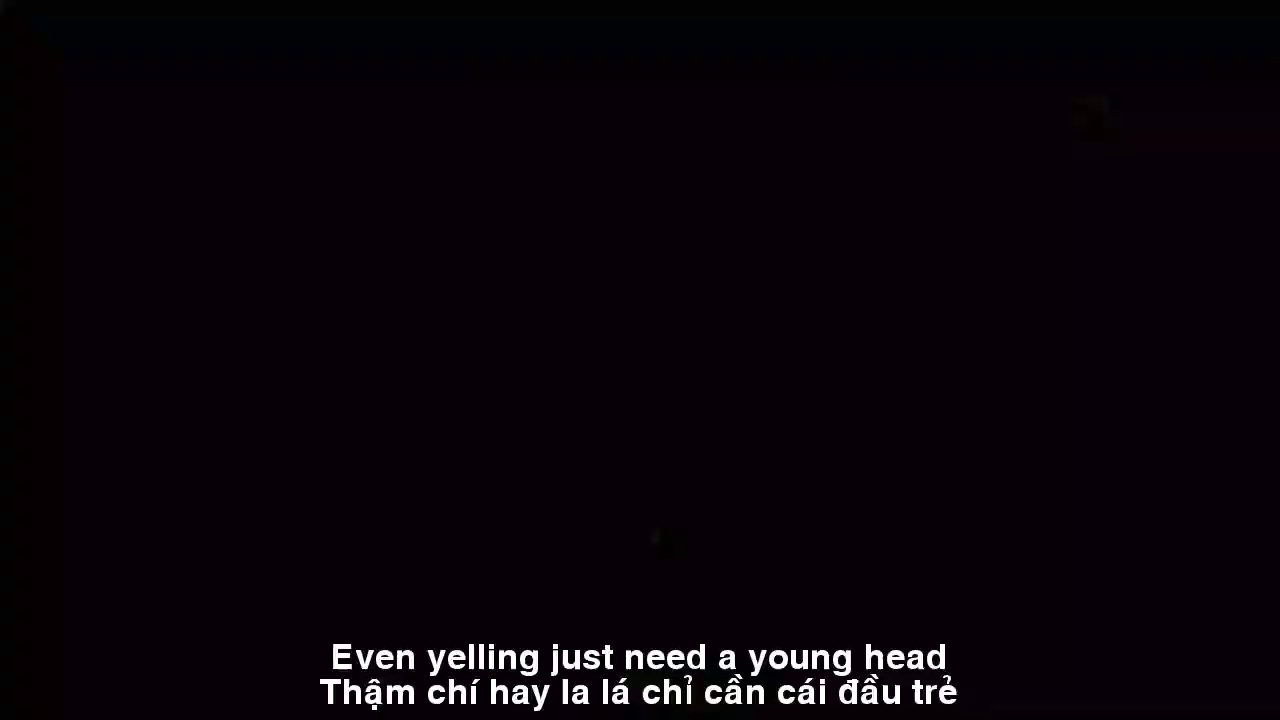 Even yelling just need a young head
Thậm chí hay la lá chỉ cần cái đầu trẻ